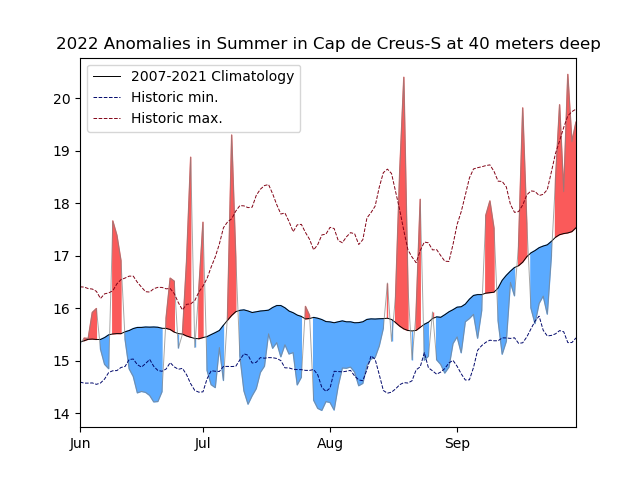 2022 Anomalies in Summer in Cap de Creus-S at 40 meters deep
2007-2021 Climatology
Historic min.
Historic max.
20
19
18
17
16
15
14
Jun Jul Aug Sep